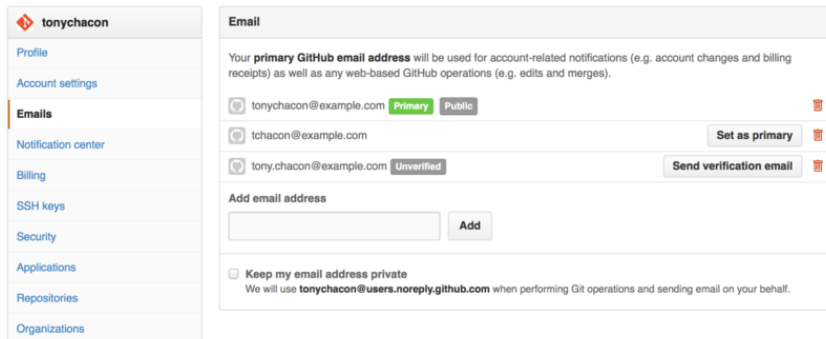 tonychacon
Profile
Account settings
Emails
Notification center
Billing
SSH keys
Security
Applications
Repositories
Organizations
Email
Your primary GitHub email address will be used for account-related notifications (e.g. account changes and billing
receipts) as well as any web-based GitHub operations (e.g. edits and merges).
tonychacon@example.com Primary Public
tchacon@example.com Set as primary
tony.chacon@example.com Unverified Send verification email
Add email address
Add
Keep my email address private
We will use tonychacon@users.noreply.github.com when performing Git operations and sending email on your behalf.